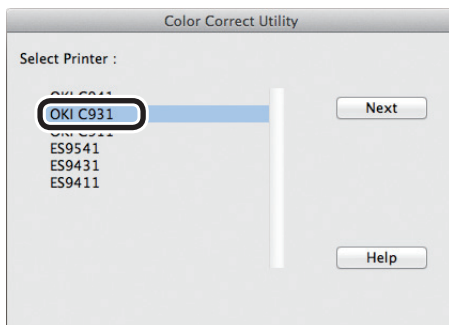 Color Correct Utility
Select Printer :
OKI C931
Next
ES9541
ES9431
ES9411
Help